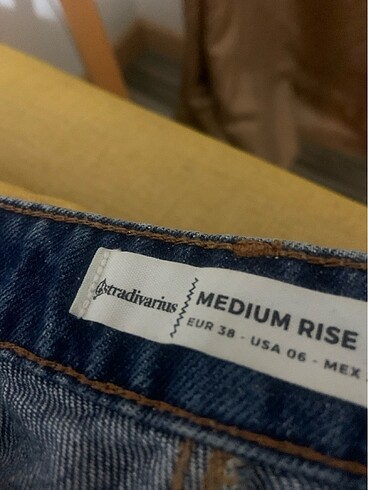 stradivarius
MEDIUM RISE
EUR 38 - USA 06 - MEX